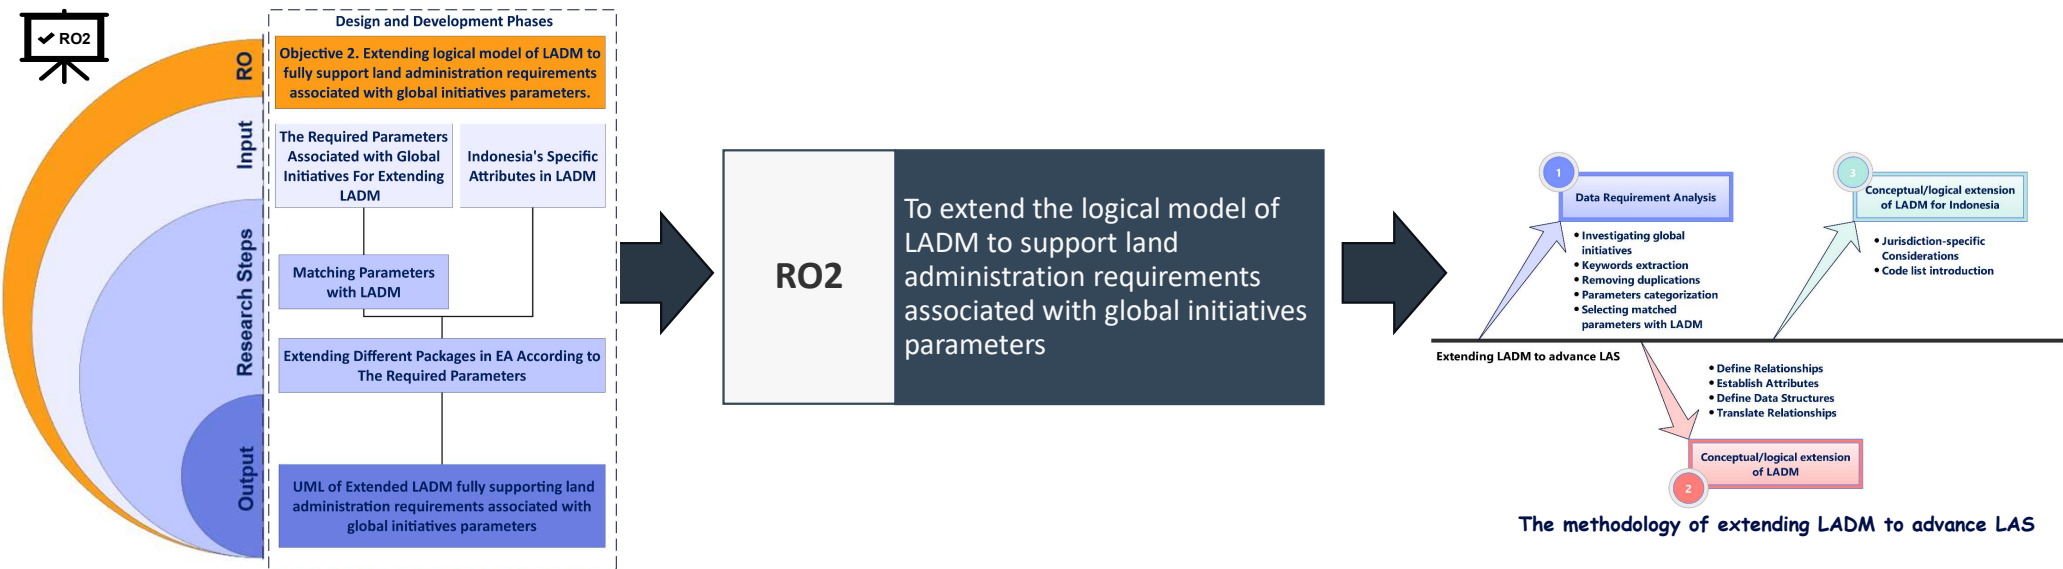 RO2
RO
Input
Research Steps
Output
Design and Development Phases
Objective 2. Extending logical model of LADM to
fully support land administration requirements
associated with global initiatives parameters.
The Required Parameters
Associated with Global
Initiatives For Extending
LADM
Indonesia's Specific
Attributes in LADM
Matching Parameters
with LADM
Extending Different Packages in EA According to
The Required Parameters
UML of Extended LADM fully supporting land
administration requirements associated with
global initiatives parameters
RO2
To extend the logical model of
LADM to support land
administration requirements
associated with global initiatives
parameters
1
Data Requirement Analysis
• Investigating global
initiatives
• Keywords extraction
• Removing duplications
• Parameters categorization
• Selecting matched
parameters with LADM
3
Conceptual/logical extension
of LADM for Indonesia
• Jurisdiction-specific
Considerations
• Code list introduction
Extending LADM to advance LAS
• Define Relationships
• Establish Attributes
• Define Data Structures
• Translate Relationships
Conceptual/logical extension
of LADM
2
The methodology of extending LADM to advance LAS